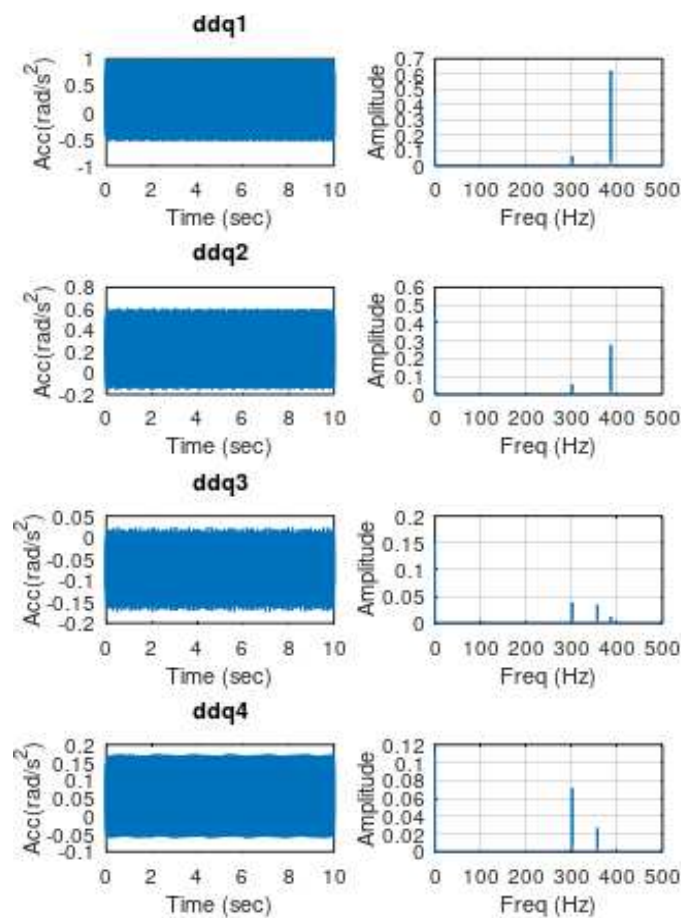 ddq1
Acc(rad/s²)
1
0.5
0
-0.5
-1
0 2 4 6 8 10
Time (sec)
Amplitude
0.7
0.6
0.5
0.4
0.3
0.2
0.1
0
0 100 200 300 400 500
Freq (Hz)
ddq2
Acc(rad/s²)
0.8
0.6
0.4
0.2
0
-0.2
0 2 4 6 8 10
Time (sec)
Amplitude
0.6
0.5
0.4
0.3
0.2
0.1
0
0 100 200 300 400 500
Freq (Hz)
ddq3
Acc(rad/s²)
0.05
0
-0.05
-0.1
-0.15
-0.2
0 2 4 6 8 10
Time (sec)
Amplitude
0.2
0.15
0.1
0.05
0
0 100 200 300 400 500
Freq (Hz)
ddq4
Acc(rad/s²)
0.2
0.15
0.1
0.05
0
-0.05
-0.1
0 2 4 6 8 10
Time (sec)
Amplitude
0.12
0.1
0.08
0.06
0.04
0.02
0
0 100 200 300 400 500
Freq (Hz)